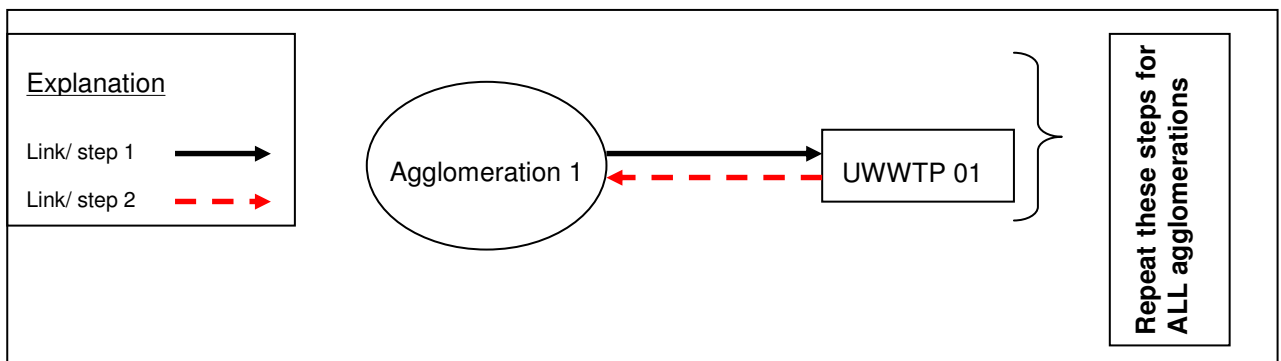 Explanation
Link/ step 1
Link/ step 2
Agglomeration 1
UWWTP 01
Repeat these steps for
ALL agglomerations